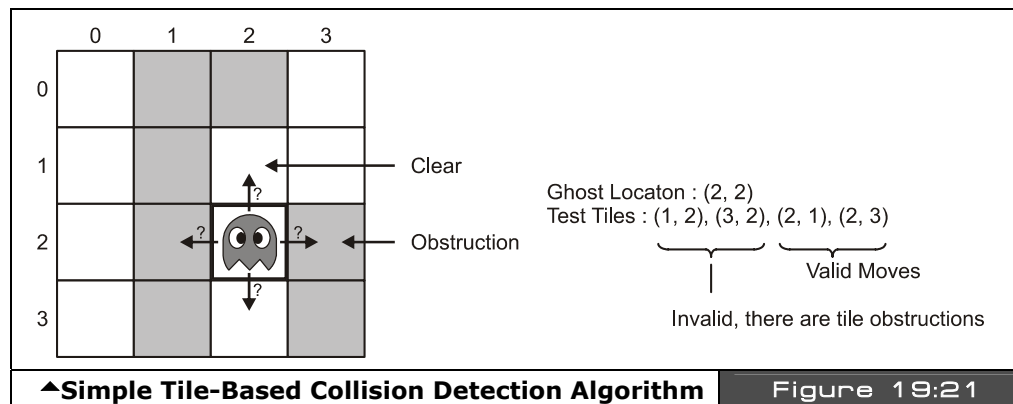 0 1 2 3
0
1
2
3
?
? ?
?
Clear
Obstruction
Ghost Locaton : (2, 2)
Test Tiles : (1, 2), (3, 2), (2, 1), (2, 3)
Valid Moves
Invalid, there are tile obstructions
Simple Tile-Based Collision Detection Algorithm Figure 19:21